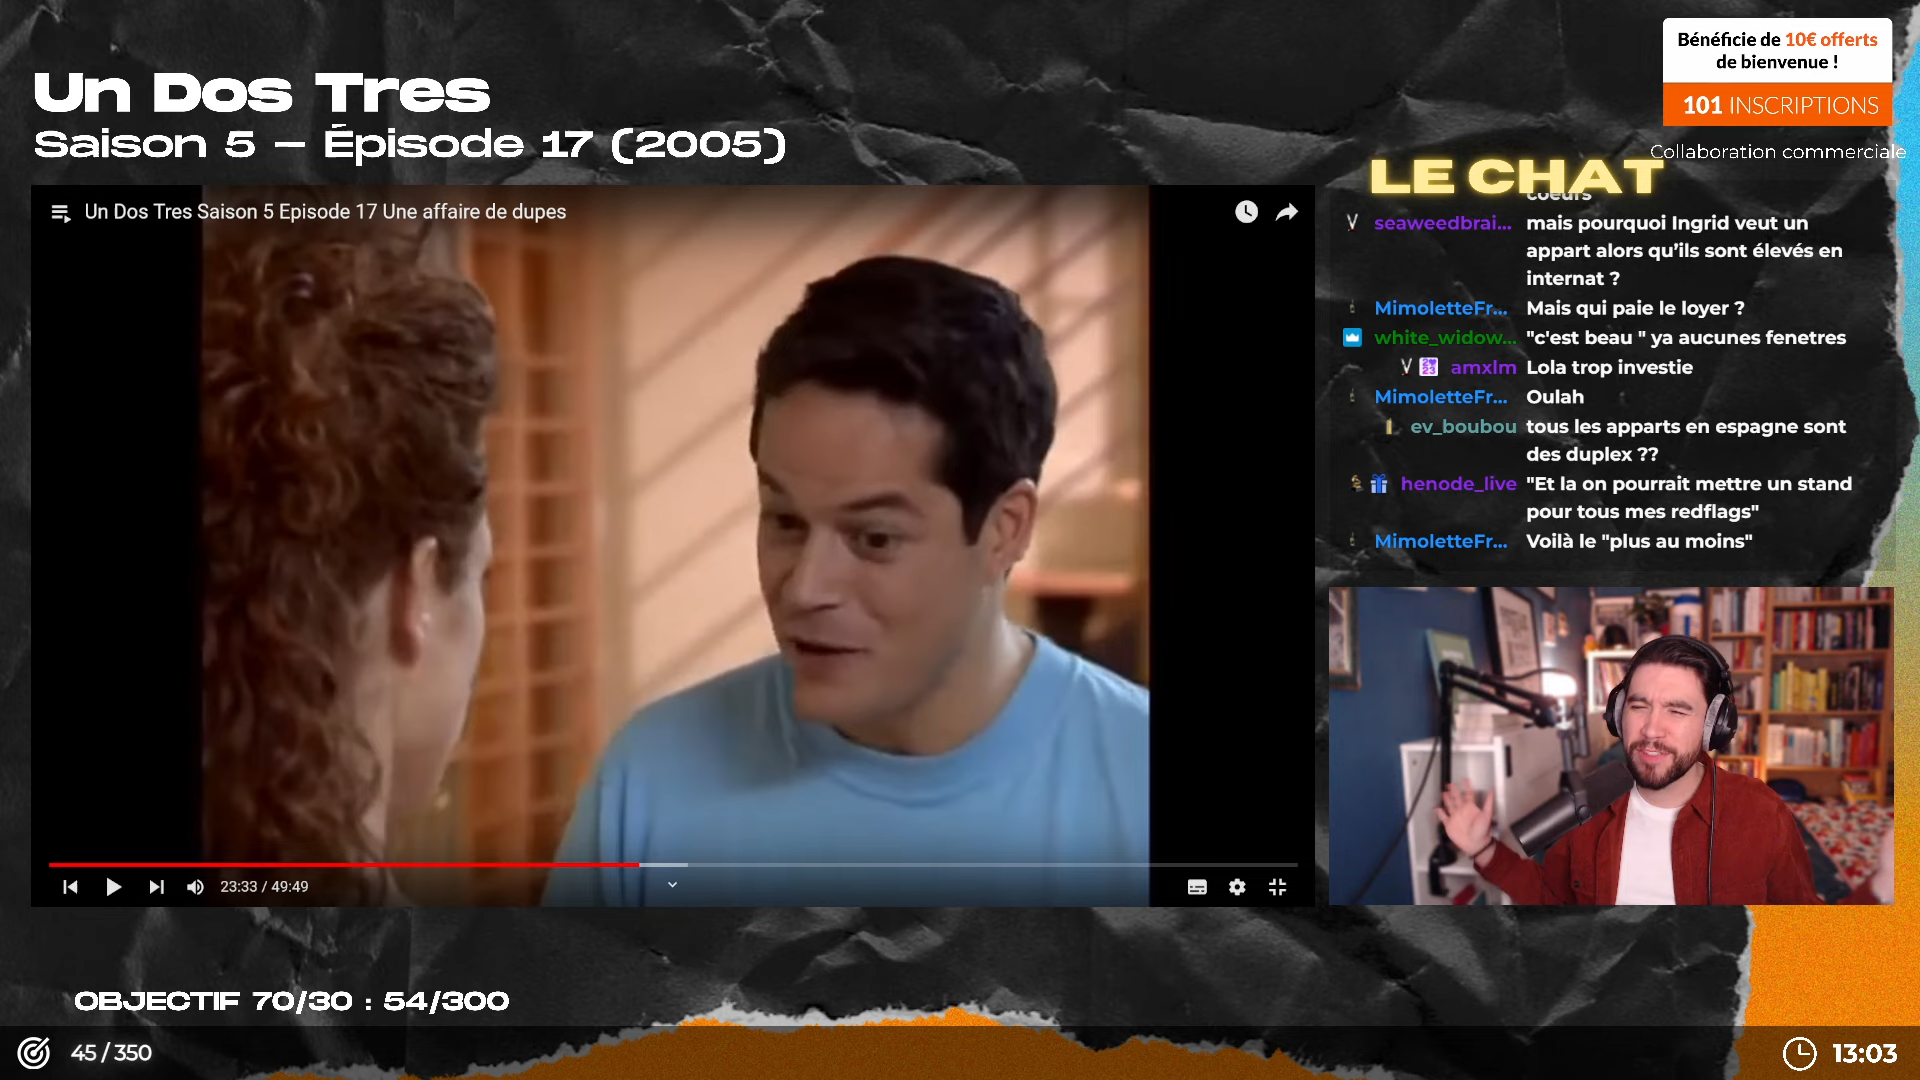 Un Dos Tres
Saison 5 – Épisode 17 (2005)
Bénéficie de 10€ offerts
de bienvenue !
101 INSCRIPTIONS
Collaboration commerciale
Un Dos Tres Saison 5 Episode 17 Une affaire de dupes
23:33 / 49:49
LE CHAT
coeurs
seaweedbrai... mais pourquoi Ingrid veut un
appart alors qu'ils sont élevés en
internat ?
MimoletteFr... Mais qui paie le loyer ?
white_widow... "c'est beau " ya aucunes fenetres
amxlm Lola trop investie
MimoletteFr... Oulah
ev_boubou tous les apparts en espagne sont
des duplex ??
henode_live "Et la on pourrait mettre un stand
pour tous mes redflags"
MimoletteFr... Voilà le "plus au moins"
OBJECTIF 70/30 : 54/300
45 / 350
13:03